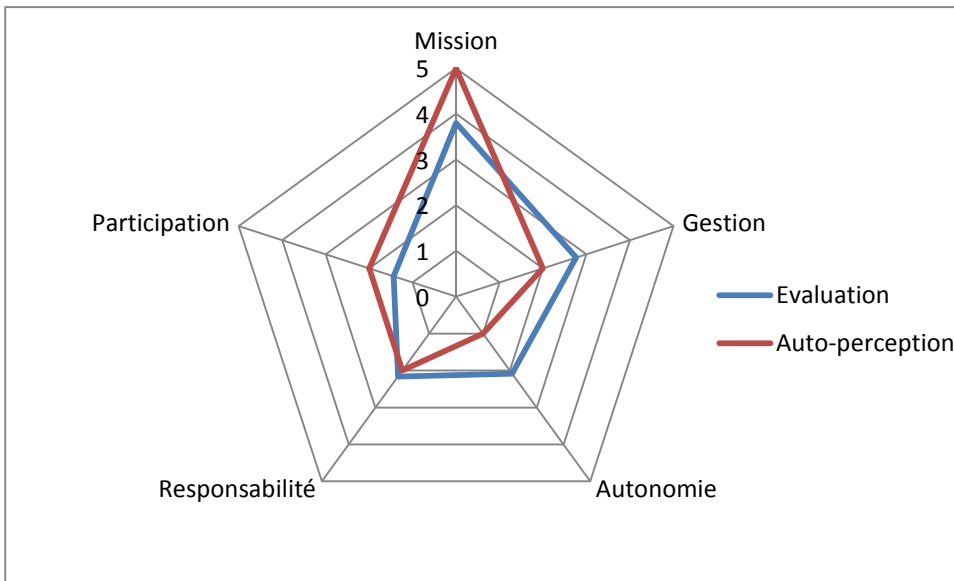 Mission
5
4
3
2
1
0
Participation
Gestion
Responsabilité
Autonomie
Evaluation
Auto-perception